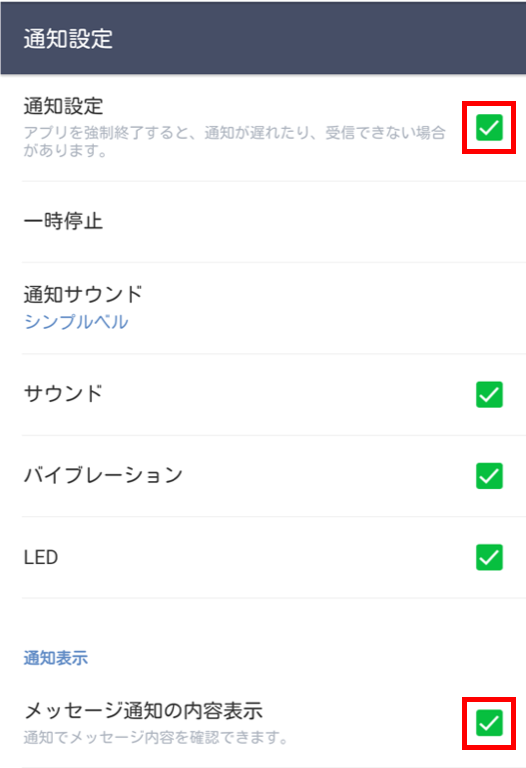 通知設定
通知設定
アプリを強制終了すると、通知が遅れたり、受信できない場合
があります。
一時停止
通知サウンド
シンプルベル
サウンド
バイブレーション
LED
通知表示
メッセージ通知の内容表示
通知でメッセージ内容を確認できます。